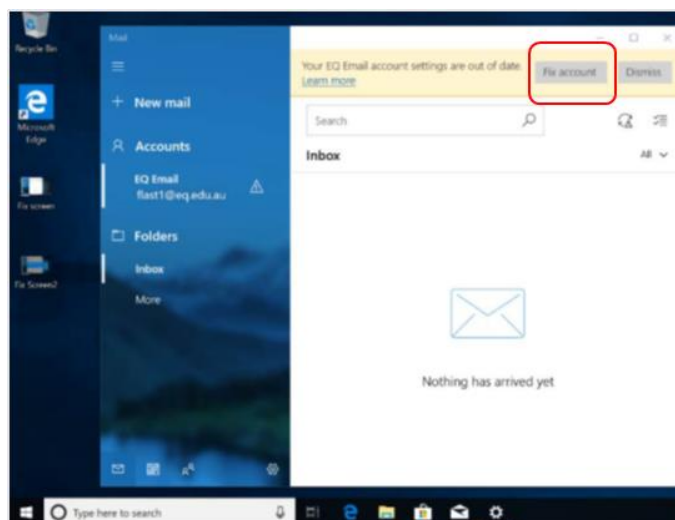 Recycle Bin
Microsoft
Edge
Fix screen
Fix Screen2
Mail
+ New mail
Accounts
EQ Email
flast1@eq.edu.au
Folders
Inbox
More
Your EQ Email account settings are out of date.
Learn more
Fix account
Dismiss
Search
Inbox
All
Nothing has arrived yet
Type here to search